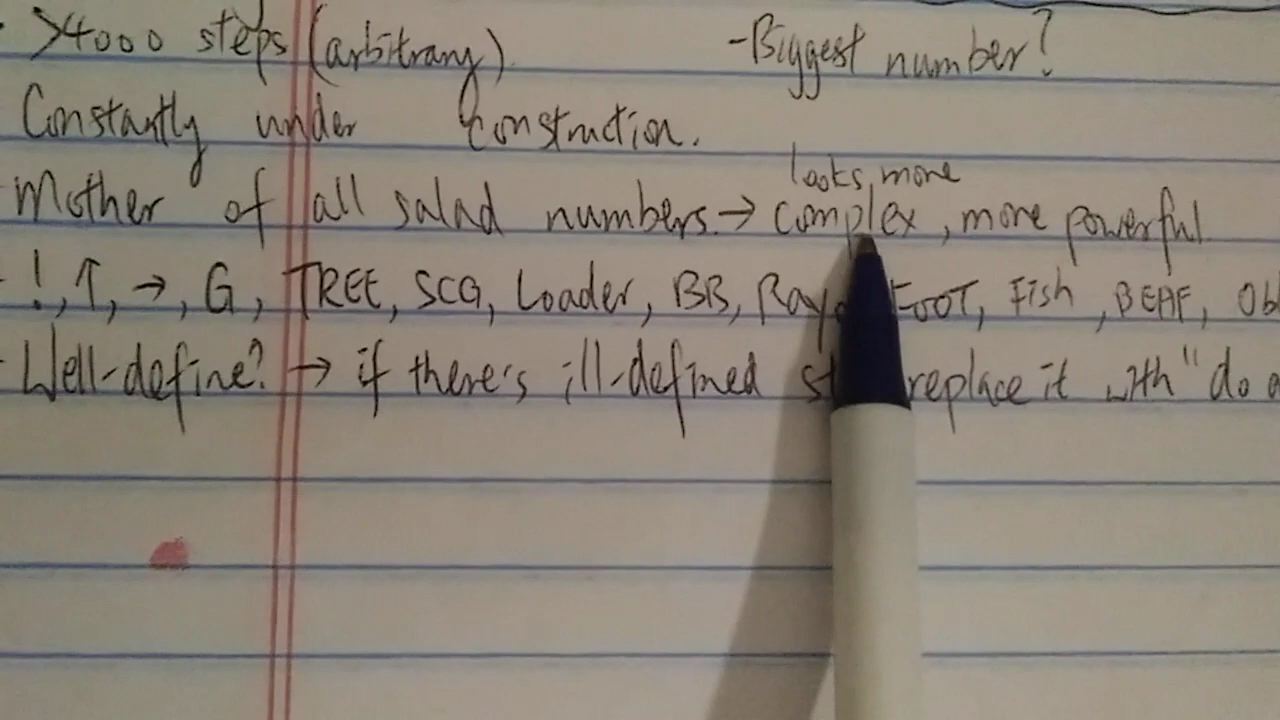 >4000 steps (arbitrary). -Biggest number?
Constantly under construction.
looks, more
Mother of all salad numbers. → complex, more powerful
- !, ↑, →, G, TREE, SCG, Loader, BB, FOOT, Fish, BEAF,
- Well-define? → if there's ill-defined replace it with "do